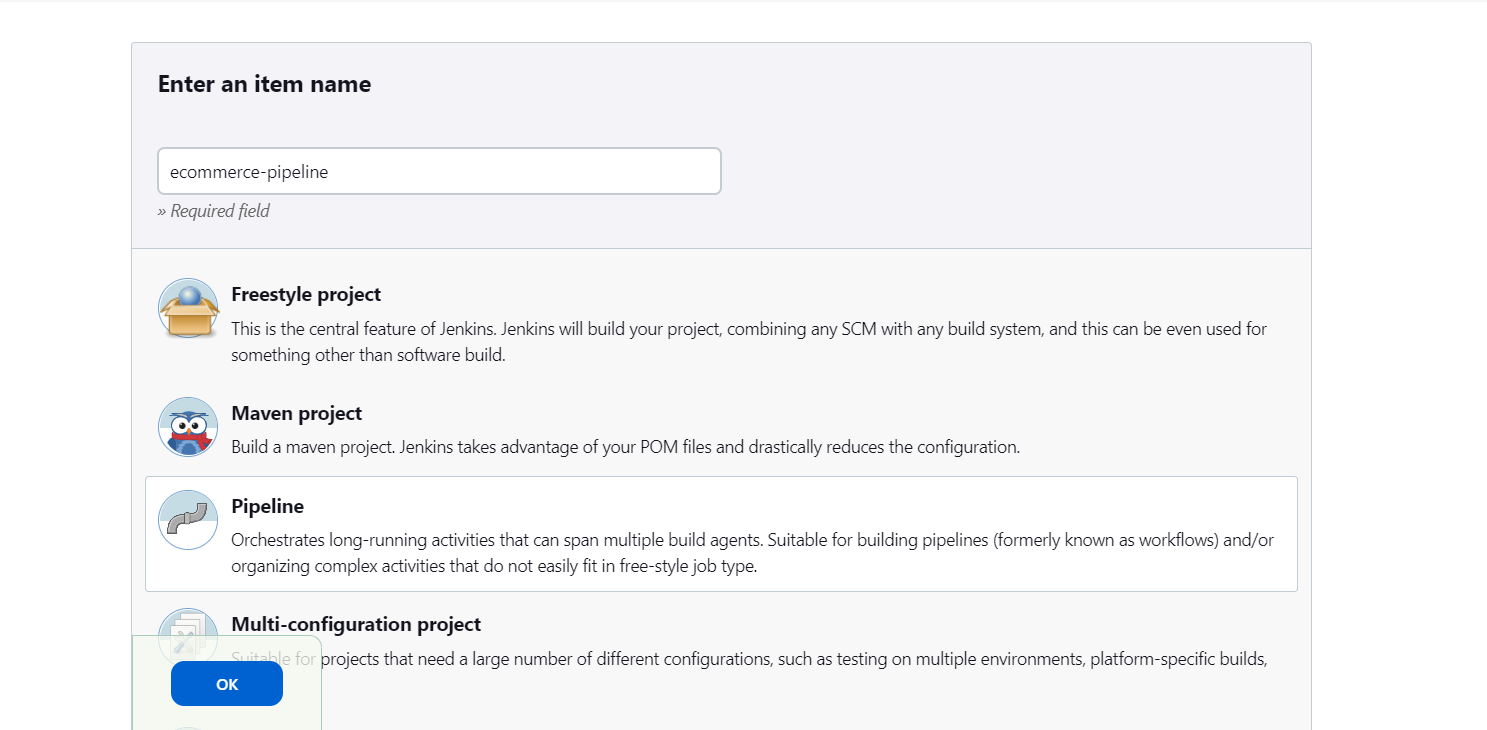 Enter an item name
ecommerce-pipeline
» Required field
Freestyle project
This is the central feature of Jenkins. Jenkins will build your project, combining any SCM with any build system, and this can be even used for
something other than software build.
Maven project
Build a maven project. Jenkins takes advantage of your POM files and drastically reduces the configuration.
Pipeline
Orchestrates long-running activities that can span multiple build agents. Suitable for building pipelines (formerly known as workflows) and/or
organizing complex activities that do not easily fit in free-style job type.
Multi-configuration project
Suitable for projects that need a large number of different configurations, such as testing on multiple environments, platform-specific builds,
OK